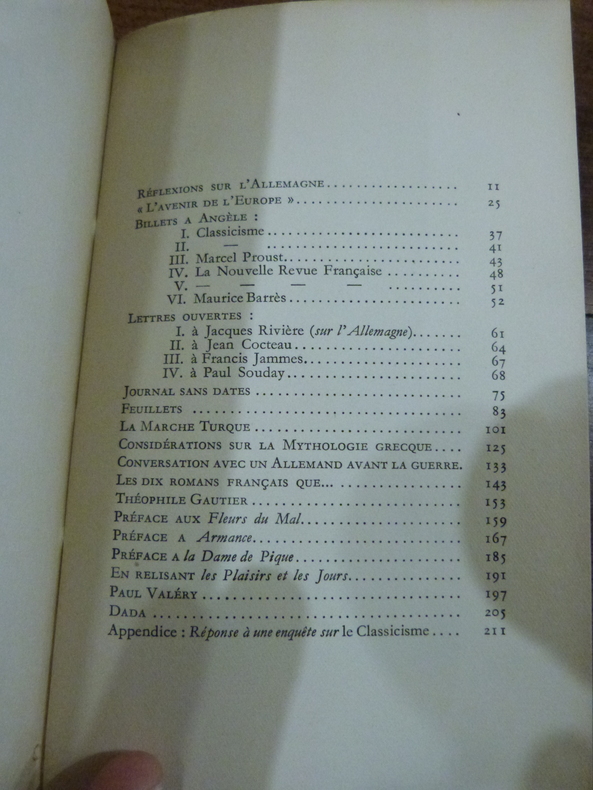 Réflexions sur l'Allemagne.................. 11
« L'avenir de l'Europe »...................... 25
Billets a Angèle :
I. Classicisme.......................... 37
II. — .......................... 41
III. Marcel Proust........................ 43
IV. La Nouvelle Revue Française .......... 48
V. — — — — .......... 51
VI. Maurice Barrès....................... 52
Lettres ouvertes :
I. à Jacques Rivière (sur l'Allemagne)....... 61
II. à Jean Cocteau....................... 64
III. à Francis Jammes..................... 67
IV. à Paul Souday....................... 68
Journal sans dates ............................ 75
Feuillets .................................... 83
La Marche Turque ............................ 101
Considérations sur la Mythologie grecque.... 125
Conversation avec un Allemand avant la guerre. 133
Les dix romans français que... ................ 143
Théophile Gautier ............................ 153
Préface aux Fleurs du Mal...................... 159
Préface a Armance............................ 167
Préface a la Dame de Pique...................... 185
En relisant les Plaisirs et les Jours................ 191
Paul Valéry .................................. 197
Dada ........................................ 205
Appendice : Réponse à une enquête sur le Classicisme.... 211